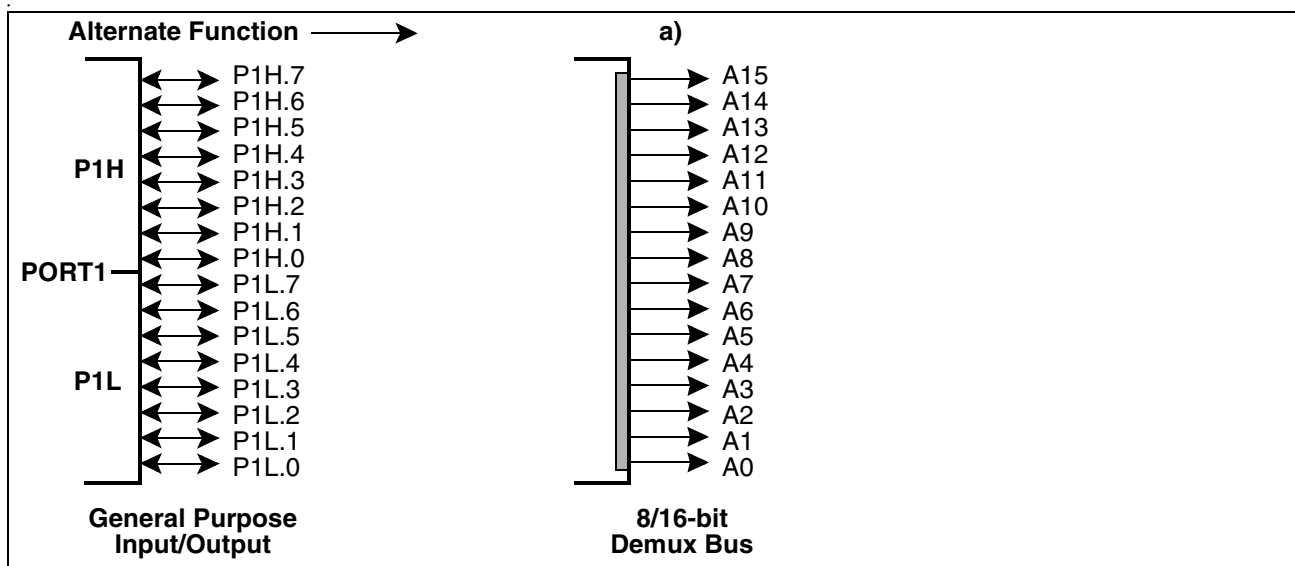 .
Alternate Function
a)
P1H.7
P1H.6
P1H.5
P1H.4
P1H.3
P1H.2
P1H.1
P1H.0
P1L.7
P1L.6
P1L.5
P1L.4
P1L.3
P1L.2
P1L.1
P1L.0
P1H
PORT1
P1L
A15
A14
A13
A12
A11
A10
A9
A8
A7
A6
A5
A4
A3
A2
A1
A0
General Purpose
Input/Output
8/16-bit
Demux Bus